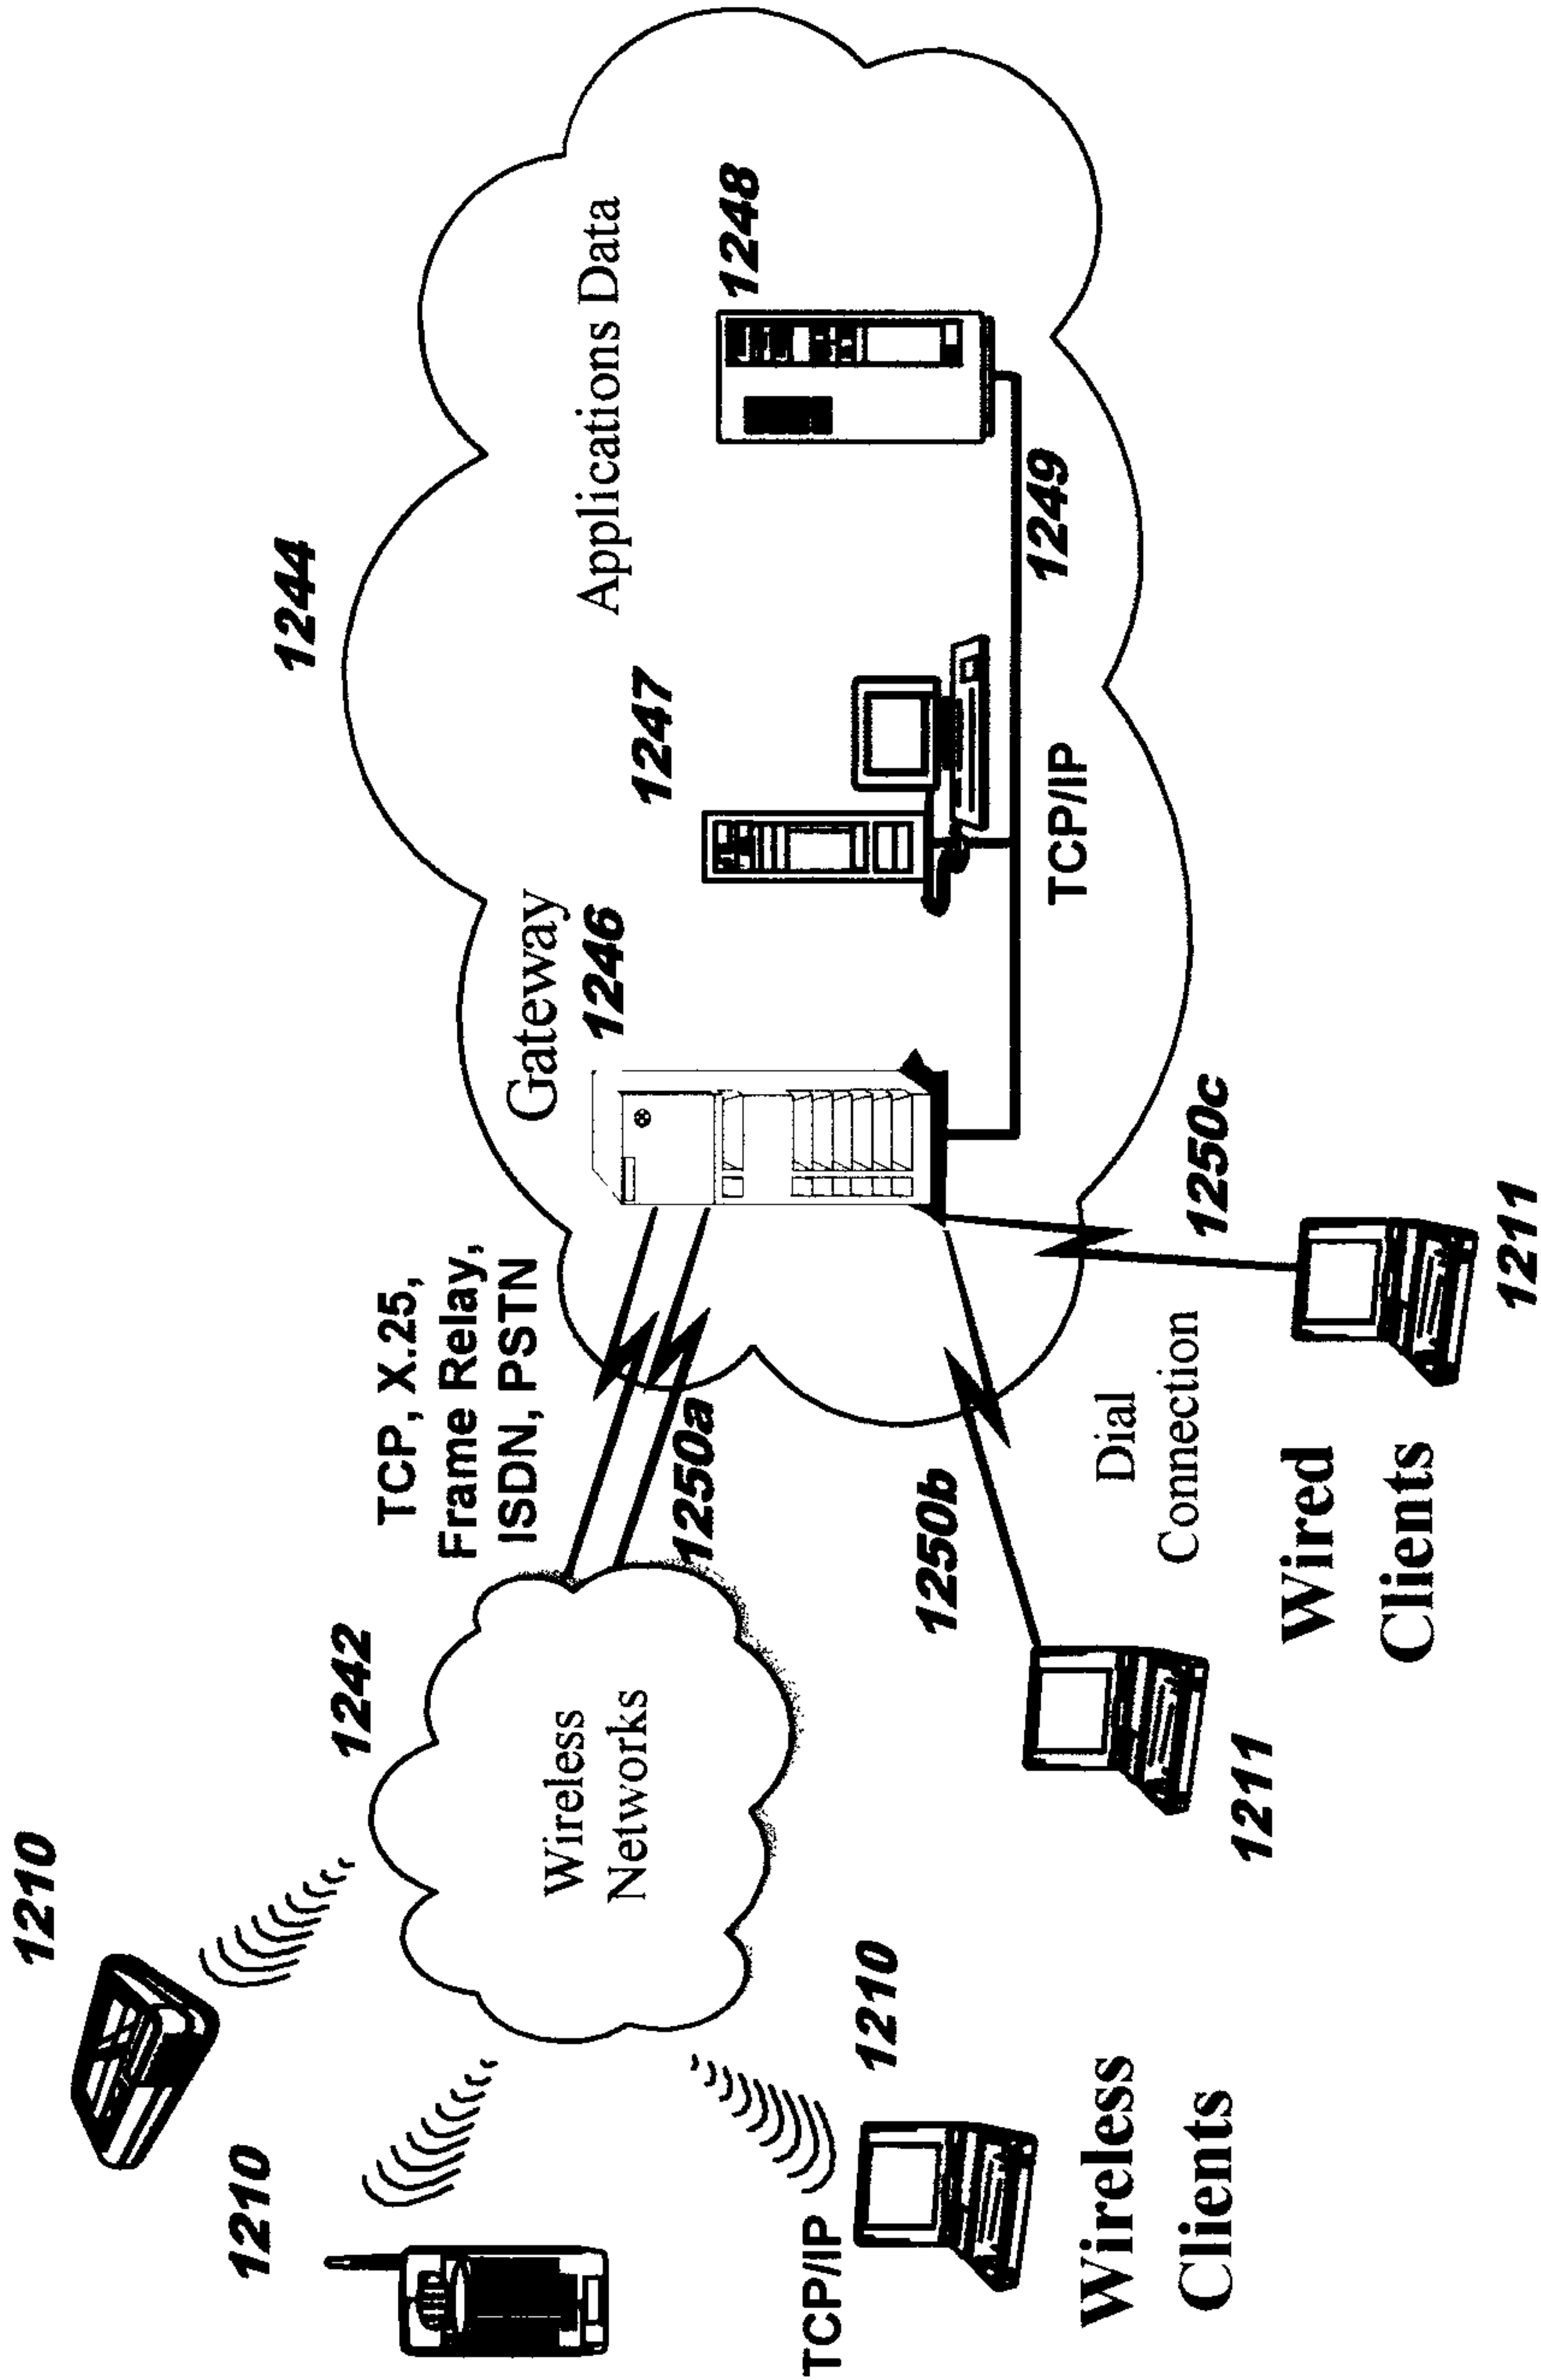 1210
1210
TCP/IP
1210
Wireless
Clients
1242
Wireless
Networks
TCP, X.25,
Frame Relay,
ISDN, PSTN
1250a
1250b
Dial
Connection
1211
Wired
Clients
1250c
1211
1244
Gateway
1246
1247
Applications Data
1248
1249
TCP/IP